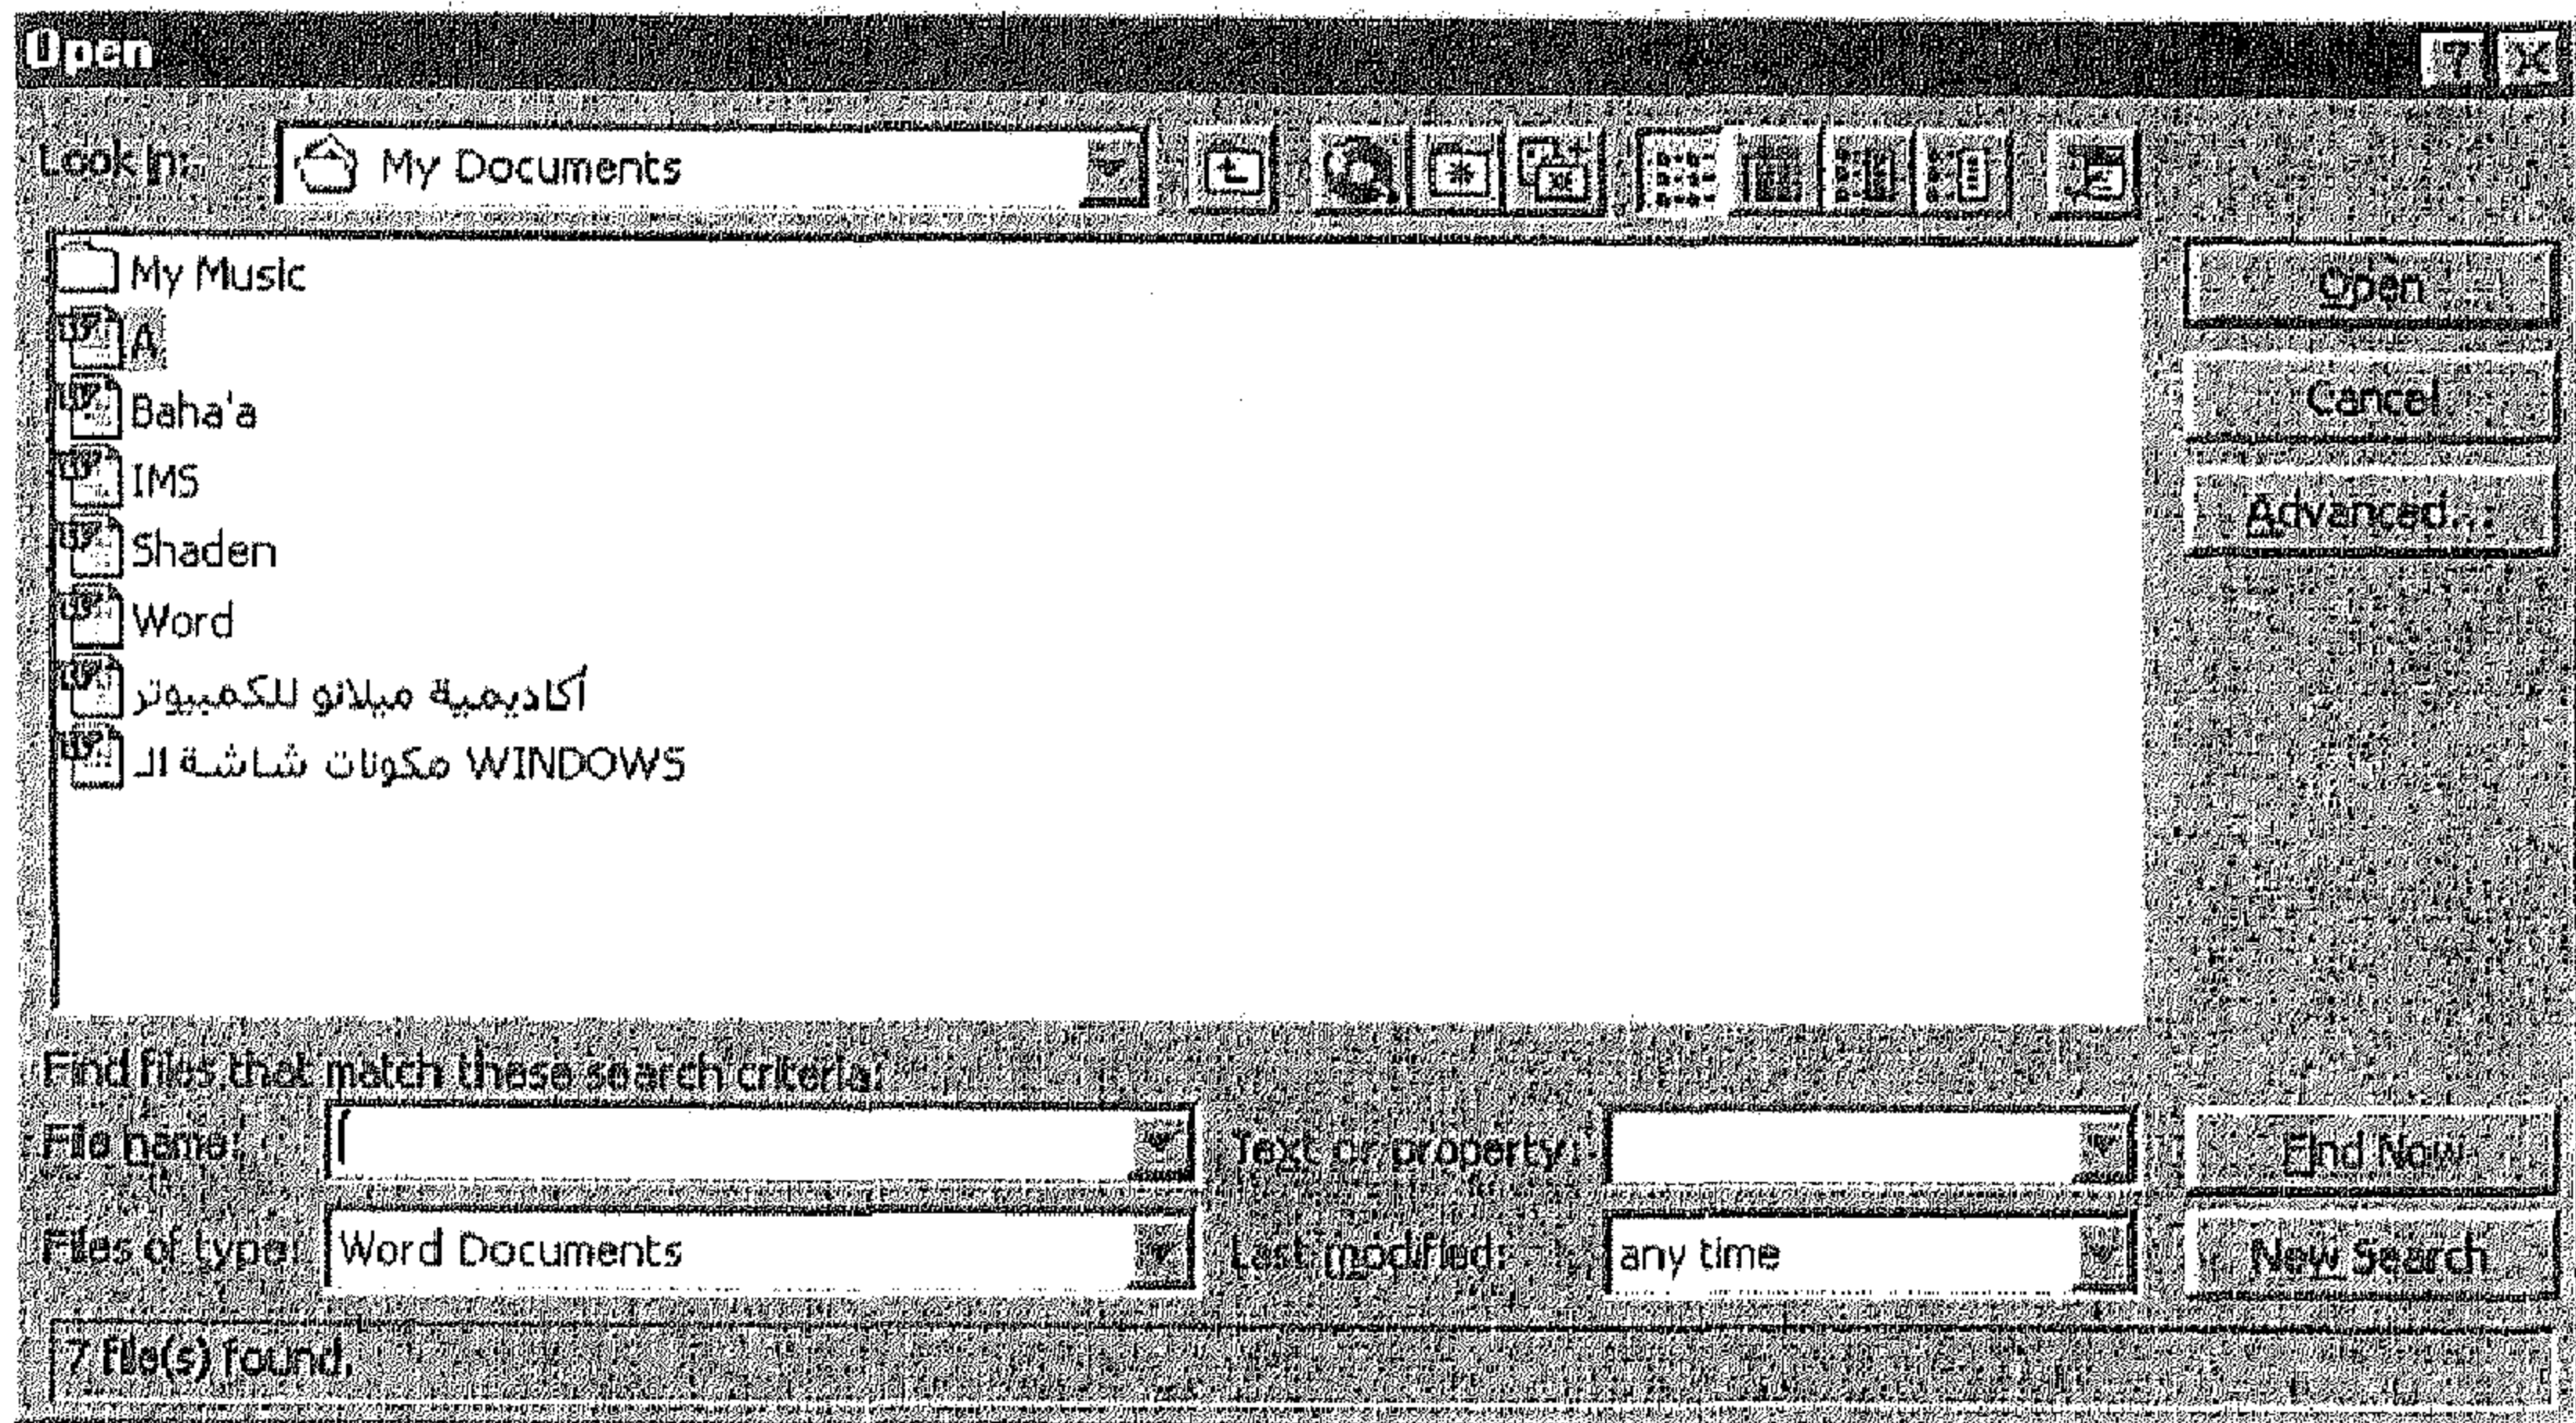 Open
Look in: My Documents
My Music
A
Baha'a
IMS
Shaden
Word
أكاديمية ميلانو للكمبيوتر
مكونات شاشة الـ WINDOWS
Open
Cancel
Advanced...
Find files that match these search criteria:
File name: Text or property: Find Now
Files of type: Word Documents Last modified: any time New Search
7 file(s) found.